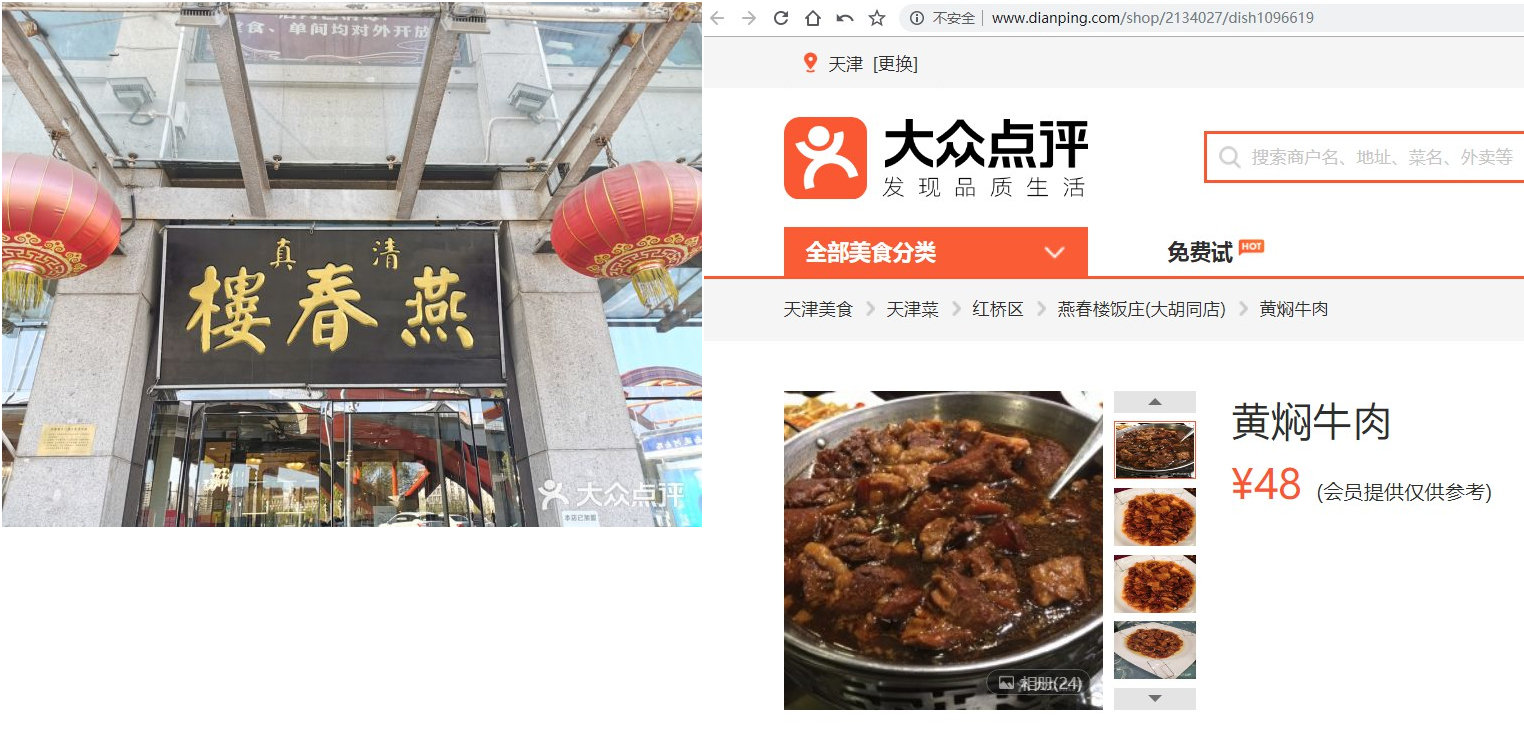 食、单间均对外开放
清真
燕春樓
大众点评
本店已加盟
不安全 www.dianping.com/shop/2134027/dish1096619
天津 [更换]
大众点评
发现品质生活
搜索商户名、地址、菜名、外卖等
全部美食分类
免费试 HOT
天津美食 > 天津菜 > 红桥区 > 燕春楼饭庄(大胡同店) > 黄焖牛肉
黄焖牛肉
¥48 (会员提供仅供参考)
相册(24)